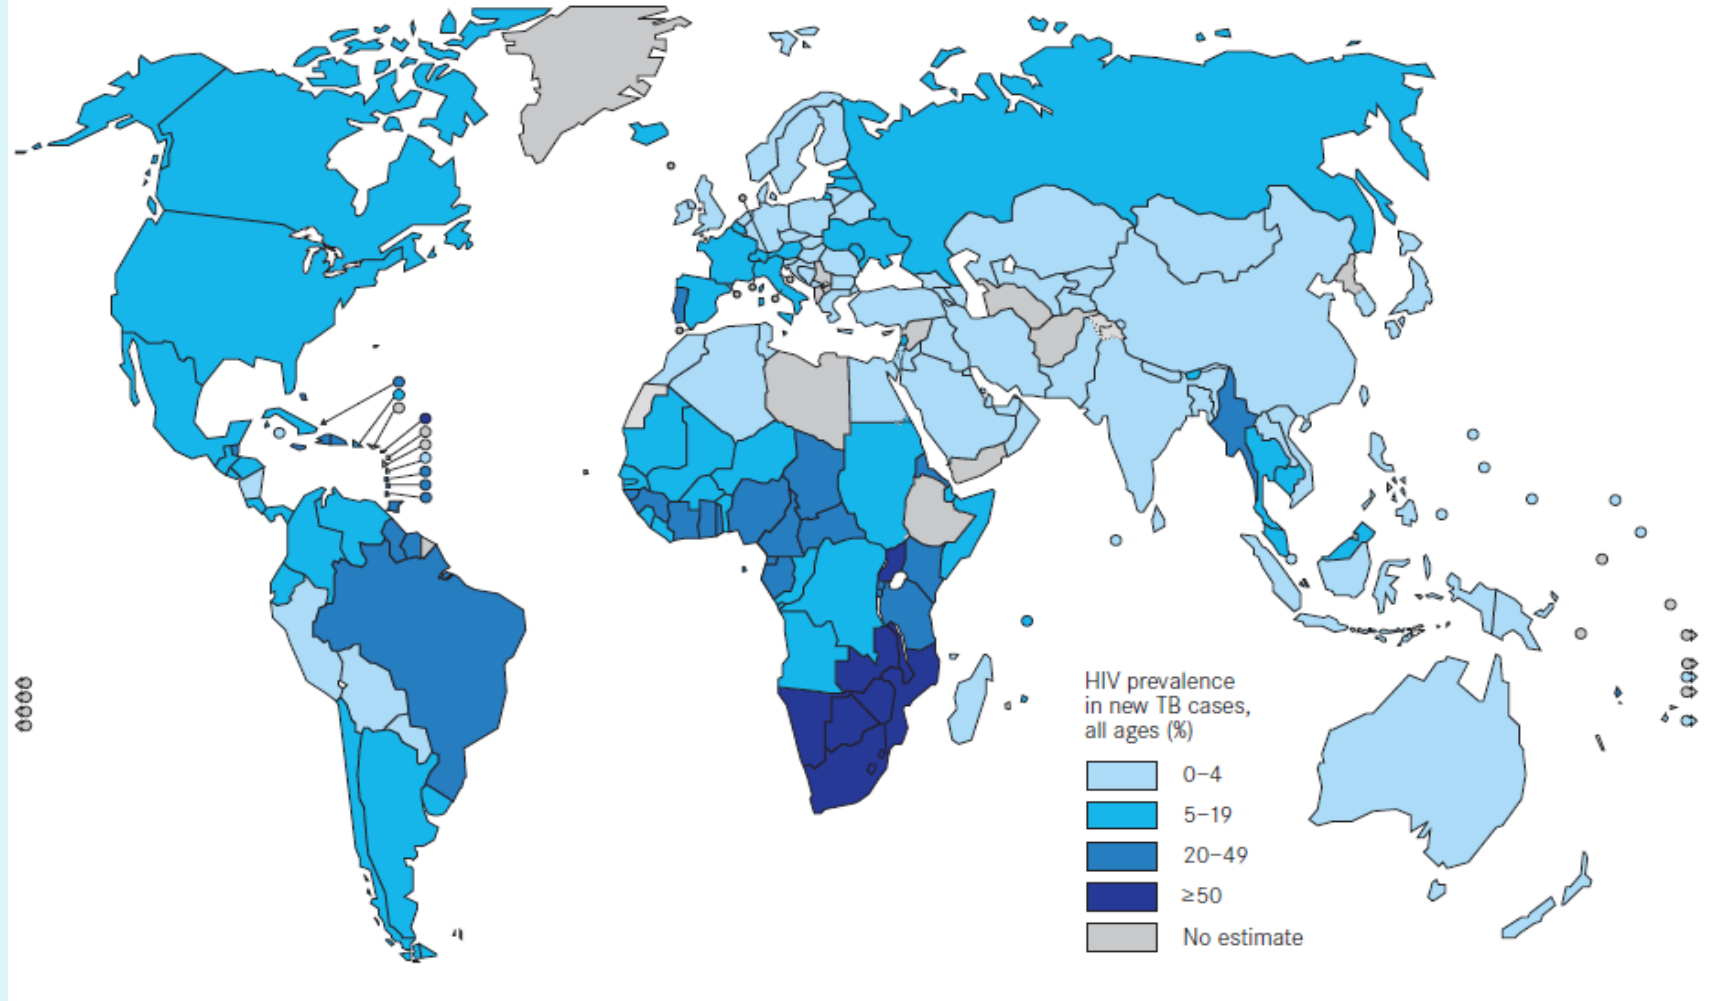 HIV prevalence
in new TB cases,
all ages (%)
0–4
5–19
20–49
≥50
No estimate